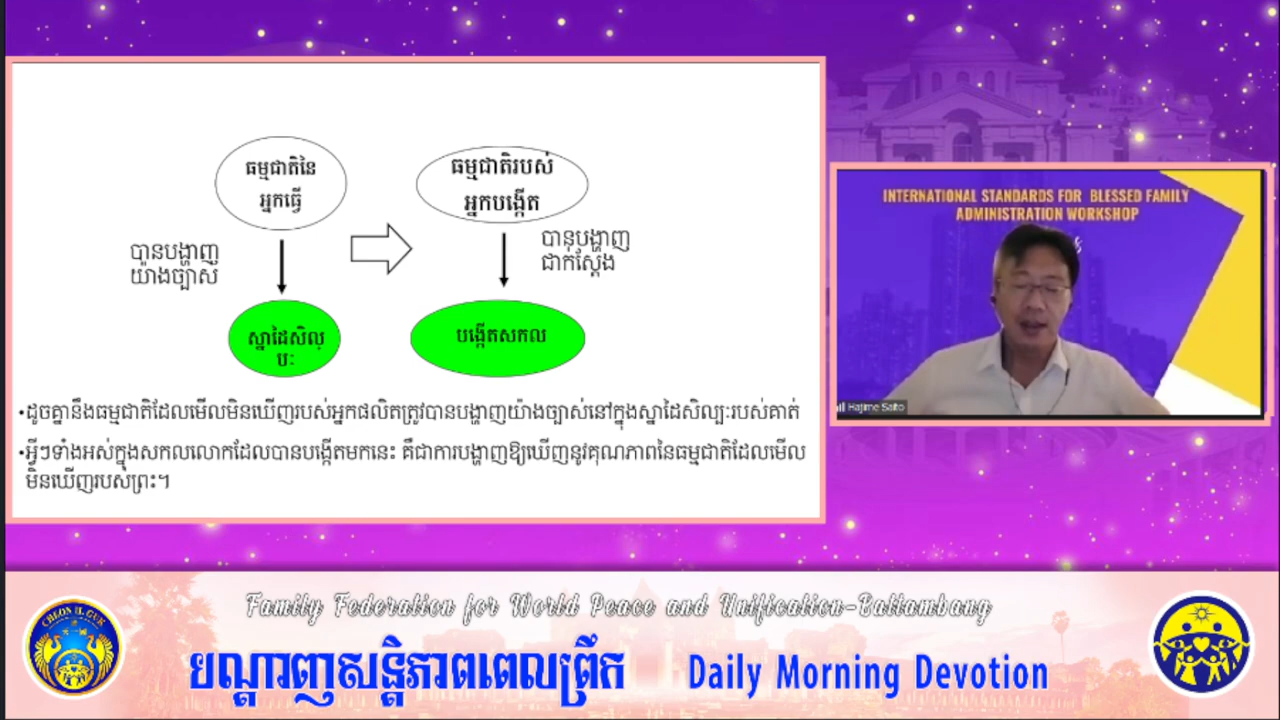 ធម្មជាតិនៃ
អ្នកធ្វើ
ធម្មជាតិរបស់
អ្នកបង្កើត
បានបង្ហាញ
យ៉ាងច្បាស់
បានបង្ហាញ
ជាក់ស្តែង
ស្នាដៃសិល្
បៈ
បង្កើតសកល
•ដូចគ្នានឹងធម្មជាតិដែលមើលមិនឃើញរបស់អ្នកផលិតត្រូវបានបង្ហាញយ៉ាងច្បាស់នៅក្នុងស្នាដៃសិល្បៈរបស់គាត់
•អ្វីៗទាំងអស់ក្នុងសកលលោកដែលបានបង្កើតមកនេះ គឺជាការបង្ហាញឱ្យឃើញនូវគុណភាពនៃធម្មជាតិដែលមើល
មិនឃើញរបស់ព្រះ។
INTERNATIONAL STANDARDS FOR BLESSED FAMILY
ADMINISTRATION WORKSHOP
Hajime Saito
CHEON IL GUK
Family Federation for World Peace and Unification-Battambang
បណ្តាញសន្តិភាពពេលព្រឹក
Daily Morning Devotion